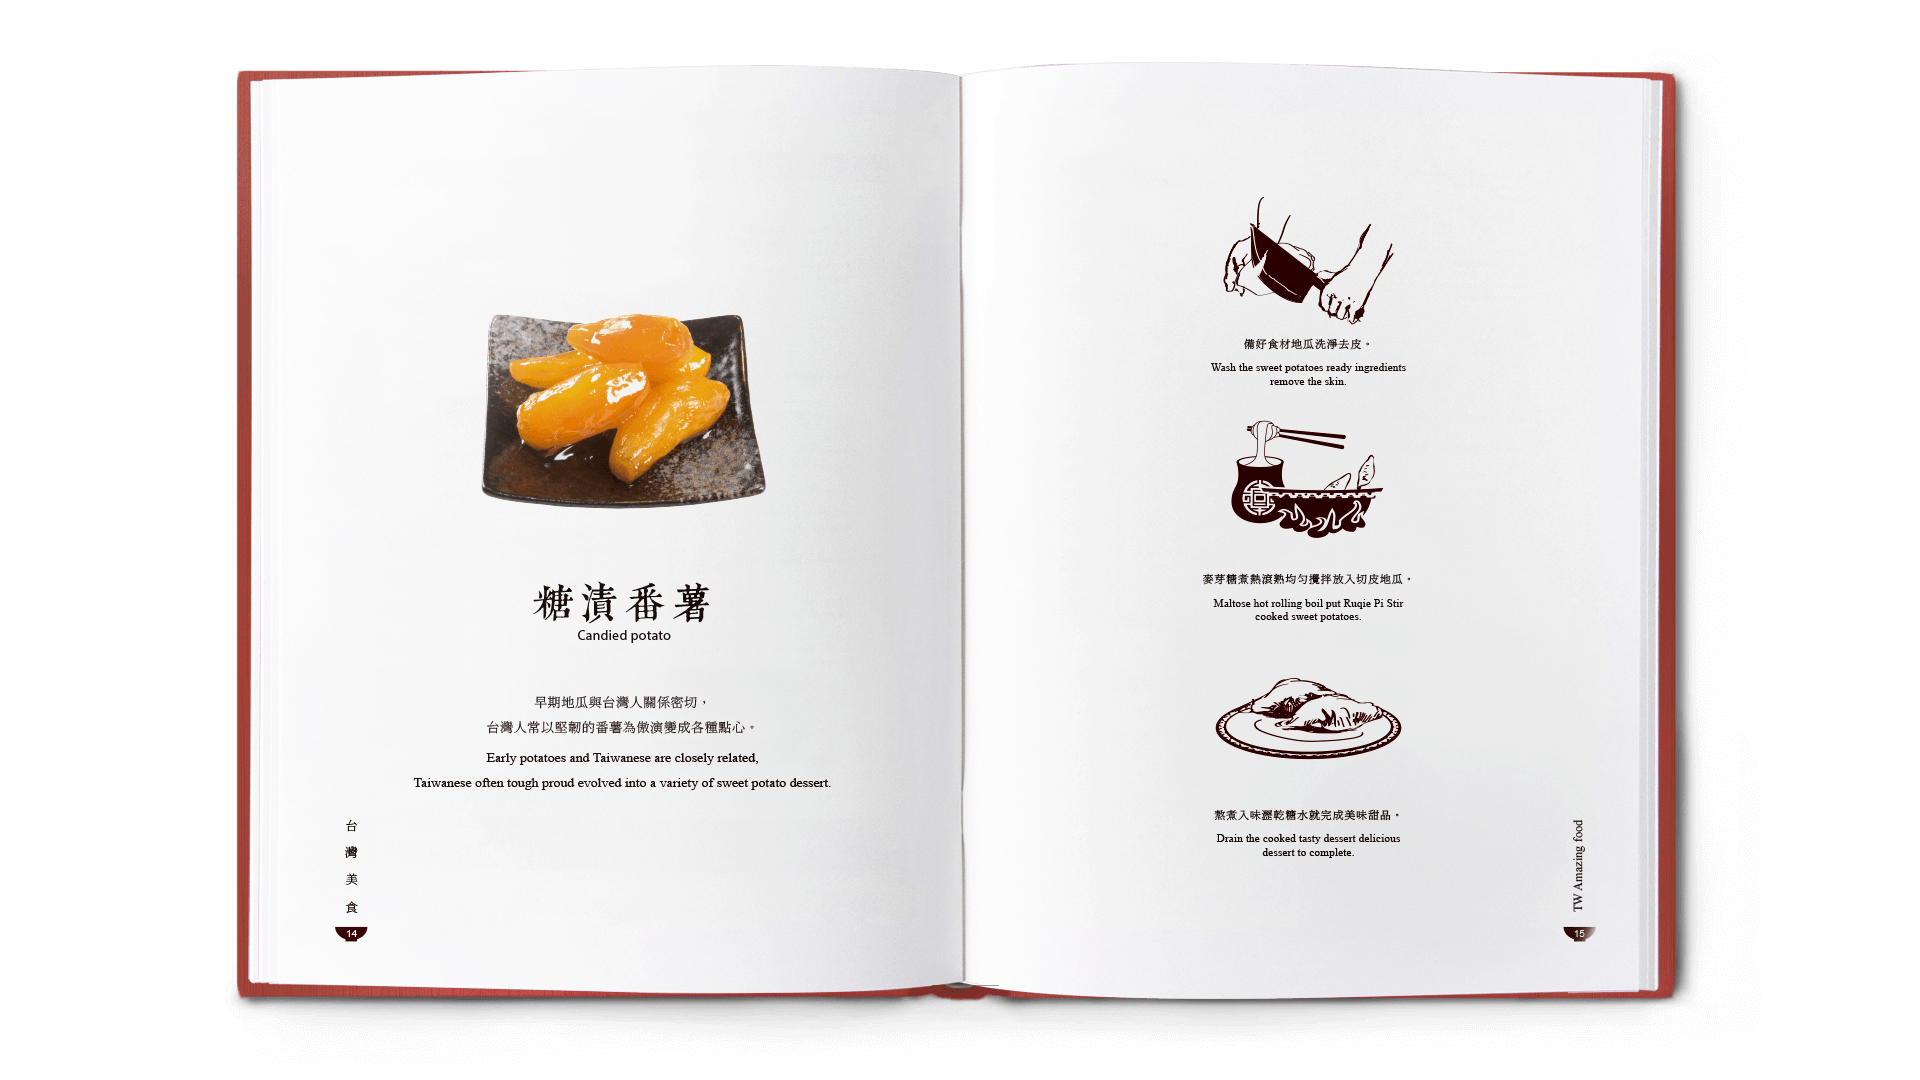 糖漬番薯
Candied potato
早期地瓜與台灣人關係密切，
台灣人常以堅韌的番薯為傲演變成各種點心。
Early potatoes and Taiwanese are closely related,
Taiwanese often tough proud evolved into a variety of sweet potato dessert.
台灣美食
14
備好食材地瓜洗淨去皮。
Wash the sweet potatoes ready ingredients
remove the skin.
麥芽糖煮熱滾熟均勻攪拌放入切皮地瓜。
Maltose hot rolling boil put Ruqie Pi Stir
cooked sweet potatoes.
熬煮入味瀝乾糖水就完成美味甜品。
Drain the cooked tasty dessert delicious
dessert to complete.
TW Amazing food
15